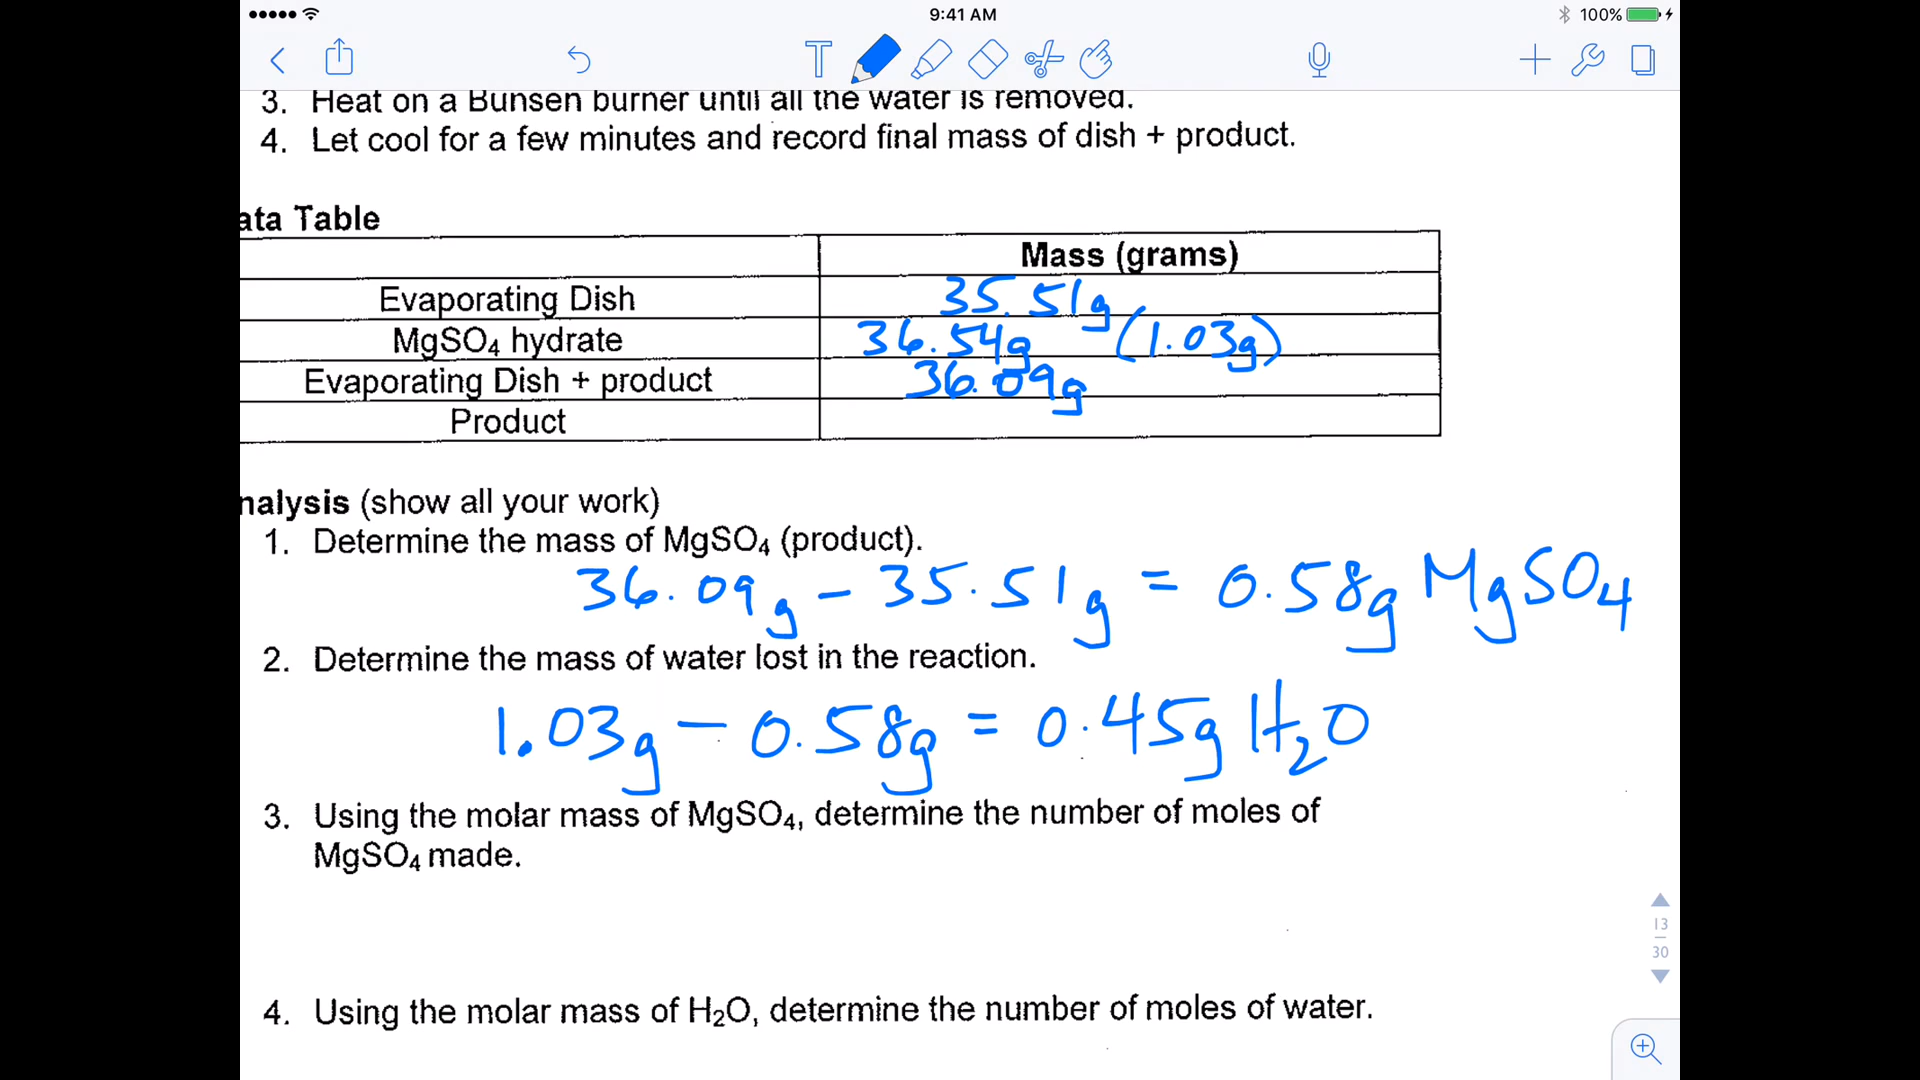 9:41 AM
100%
T
3. Heat on a Bunsen burner until all the water is removed.
4. Let cool for a few minutes and record final mass of dish + product.
ata Table
Mass (grams)
Evaporating Dish 35.51g
MgSO₄ hydrate 36.54g (1.03g)
Evaporating Dish + product 36.09g
Product
nalysis (show all your work)
1. Determine the mass of MgSO₄ (product).
36.09g - 35.51g = 0.58g MgSO₄
2. Determine the mass of water lost in the reaction.
1.03g - 0.58g = 0.45g H₂O
3. Using the molar mass of MgSO₄, determine the number of moles of
MgSO₄ made.
13
30
4. Using the molar mass of H₂O, determine the number of moles of water.